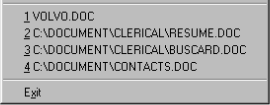 1 VOLVO.DOC
2 C:\DOCUMENT\CLERICAL\RESUME.DOC
3 C:\DOCUMENT\CLERICAL\BUSCARD.DOC
4 C:\DOCUMENT\CONTACTS.DOC
Exit